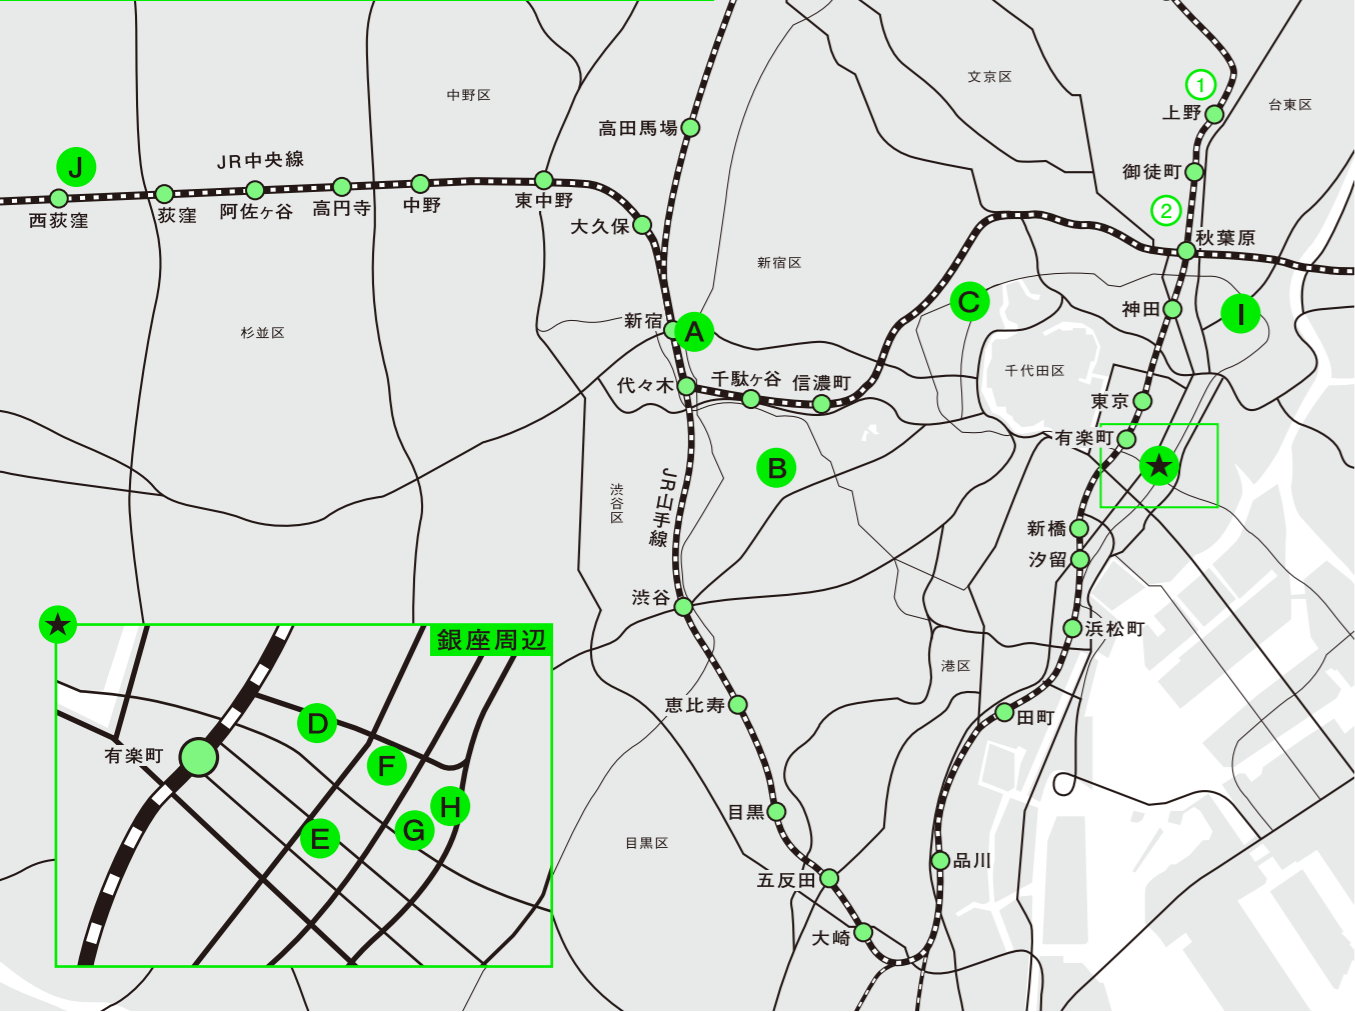 文京区
1
台東区
中野区
上野
高田馬場
J
JR中央線
御徒町
西荻窪
荻窪
阿佐ヶ谷
高円寺
中野
東中野
2
大久保
秋葉原
新宿区
C
新宿
A
神田
I
杉並区
千代田区
代々木
千駄ヶ谷
信濃町
東京
有楽町
B
★
渋谷区
JR山手線
新橋
汐留
渋谷
★
銀座周辺
浜松町
港区
恵比寿
田町
D
有楽町
F
H
E
G
目黒
目黒区
五反田
品川
大崎